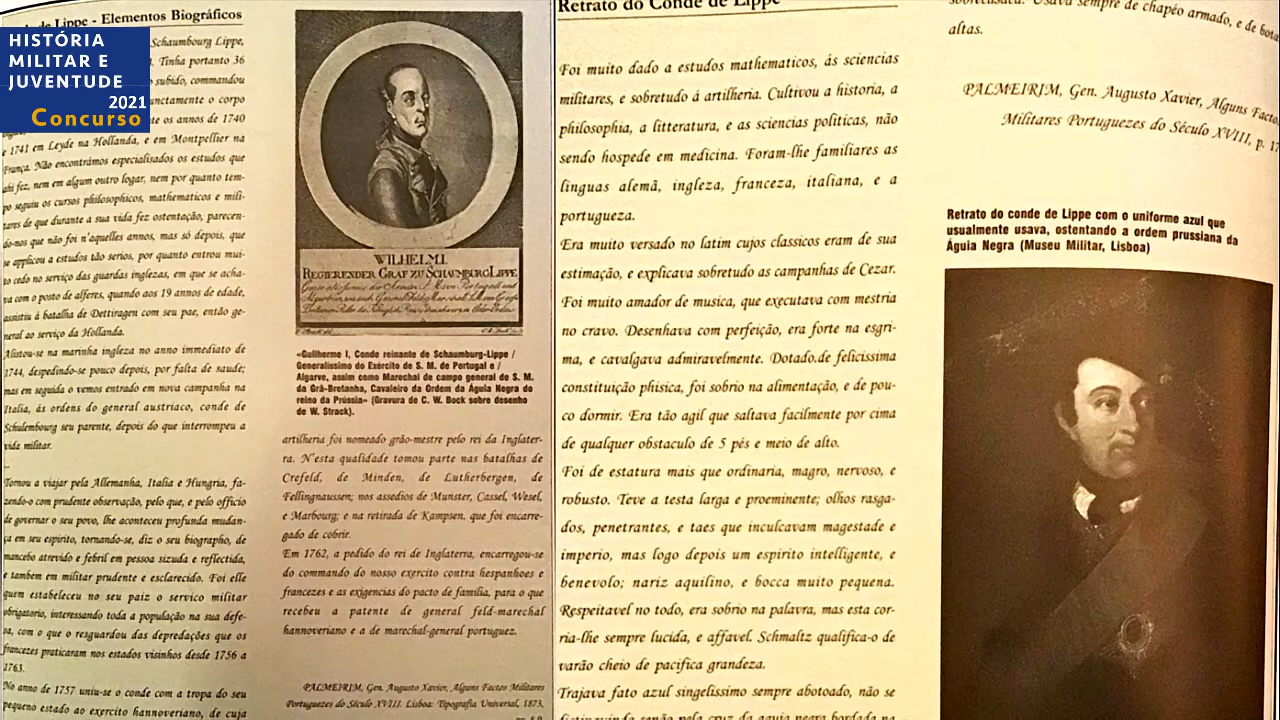 de Lippe - Elementos Biográficos
HISTÓRIA
MILITAR E
JUVENTUDE
2021
Concurso
Schaumbourg Lippe,
Tinha portanto 36
subido, commandou
unctamente o corpo
te os annos de 1740
e 1741 em Leyde na Hollanda, e em Montpellier na
França. Não encontrámos especialisados os estudos que
ahi fez, nem em algum outro logar, nem por quanto tem-
po seguiu os cursos philosophicos, mathematicos e mili-
tares de que durante a sua vida fez ostentação, parecen-
do-nos que não foi n'aquelles annos, mas só depois, que
se applicou a estudos tão serios, por quanto entrou mui-
to cedo no serviço das guardas inglezas, em que se acha-
va com o posto de alferes, quando aos 19 annos de edade,
assistiu á batalha de Dettiragen com seu pae, então ge-
neral ao serviço da Hollanda.
Alistou-se na marinha ingleza no anno immediato de
1744, despedindo-se pouco depois, por falta de saude;
mas em seguida o vemos entrado em nova campanha na
Italia, ás ordens do general austriaco, conde de
Schulembourg seu parente, depois do que interrompeu a
vida militar.
...
Tornou a viajar pela Allemanha, Italia e Hungria, fa-
zendo-o com prudente observação, pelo que, e pelo officio
de governar o seu povo, lhe aconteceu profunda mudan-
ça em seu espirito, tornando-se, diz o seu biographo, de
mancebo atrevido e febril em pessoa sizuda e reflectida,
e tambem em militar prudente e esclarecido. Foi elle
quem estabeleceu no seu paiz o serviço militar
obrigatorio, interessando toda a população na sua defe-
sa, com o que o resguardou das depredações que os
francezes praticaram nos estados visinhos desde 1756 a
1763.
No anno de 1757 uniu-se o conde com a tropa do seu
pequeno estado ao exercito hannoveriano, de cuja
WILHELM I.
REGIERENDER GRAF ZU SCHAUMBURG LIPPE
«Guilherme I, Conde reinante de Schaumburg-Lippe /
Generalíssimo do Exército de S. M. de Portugal e /
Algarve, assim como Marechal de campo general de S. M.
da Grã-Bretanha, Cavaleiro da Ordem da Águia Negra do
reino da Prússia» (Gravura de C. W. Bock sobre desenho
de W. Strack).
artilheria foi nomeado grão-mestre pelo rei da Inglater-
ra. N'esta qualidade tomou parte nas batalhas de
Crefeld, de Minden, de Lutherbergen, de
Fellingnaussen; nos assedios de Munster, Cassel, Wesel,
e Marbourg; e na retirada de Kampsen, que foi encarre-
gado de cobrir.
Em 1762, a pedido do rei de Inglaterra, encarregou-se
do commando do nosso exercito contra hespanhoes e
francezes e as exigencias do pacto de familia, para o que
recebeu a patente de general feld-marechal
hannoveriano e a de marechal-general portuguez.
PALMEIRIM, Gen. Augusto Xavier, Alguns Factos Militares
Portuguezes do Século XVIII. Lisboa: Tipografia Universal, 1873,
Retrato do Conde de Lippe
Foi muito dado a estudos mathematicos, ás sciencias
militares, e sobretudo á artilheria. Cultivou a historia, a
philosophia, a litteratura, e as sciencias politicas, não
sendo hospede em medicina. Foram-lhe familiares as
linguas alemã, ingleza, franceza, italiana, e a
portugueza.
Era muito versado no latim cujos classicos eram de sua
estimação, e explicava sobretudo as campanhas de Cezar.
Foi muito amador de musica, que executava com mestria
no cravo. Desenhava com perfeição, era forte na esgri-
ma, e cavalgava admiravelmente. Dotado.de felicissima
constituição phisica, foi sobrio na alimentação, e de pou-
co dormir. Era tão agil que saltava facilmente por cima
de qualquer obstaculo de 5 pés e meio de alto.
Foi de estatura mais que ordinaria, magro, nervoso, e
robusto. Teve a testa larga e proeminente; olhos rasga-
dos, penetrantes, e taes que inculcavam magestade e
imperio, mas logo depois um espirito intelligente, e
benevolo; nariz aquilino, e bocca muito pequena.
Respeitavel no todo, era sobrio na palavra, mas esta cor-
ria-lhe sempre lucida, e affavel. Schmaltz qualifica-o de
varão cheio de pacifica grandeza.
Trajava fato azul singelissimo sempre abotoado, não se
distinguindo senão pela cruz da aguia negra bordada na
sobrecasaca. Usava sempre de chapéo armado, e de bota
altas.
PALMEIRIM, Gen. Augusto Xavier, Alguns Facto
Militares Portuguezes do Século XVIII, p. 17
Retrato do conde de Lippe com o uniforme azul que
usualmente usava, ostentando a ordem prussiana da
Águia Negra (Museu Militar, Lisboa)